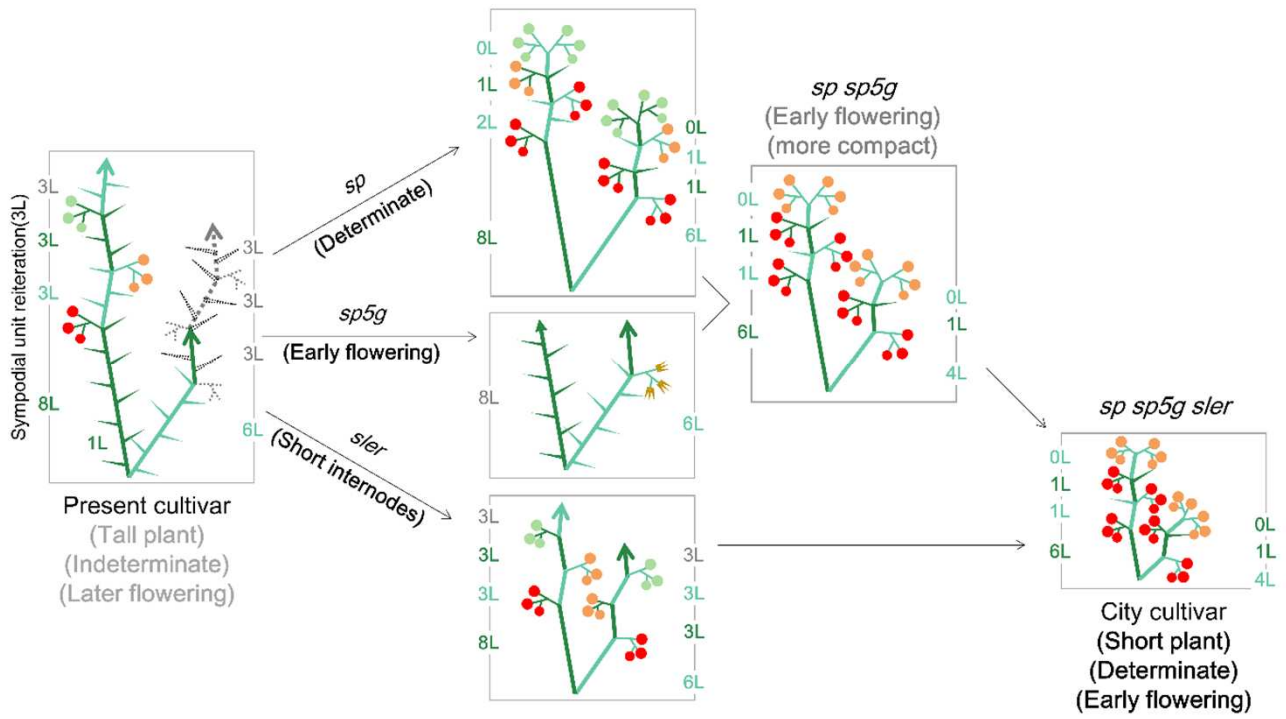 Sympodial unit reiteration(3L)
3L
3L
3L
8L
1L
3L
3L
3L
6L
Present cultivar
(Tall plant)
(Indeterminate)
(Later flowering)
sp
(Determinate)
sp5g
(Early flowering)
sler
(Short internodes)
0L
1L
2L
8L
0L
1L
1L
6L
8L
6L
3L
3L
3L
8L
3L
3L
3L
6L
sp sp5g
(Early flowering)
(more compact)
0L
1L
1L
6L
0L
1L
4L
sp sp5g sler
0L
1L
1L
6L
0L
1L
4L
City cultivar
(Short plant)
(Determinate)
(Early flowering)